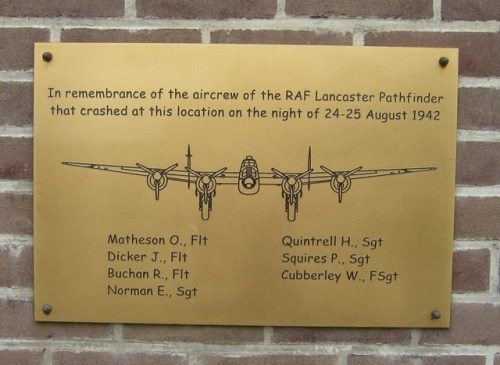 In remembrance of the aircrew of the RAF Lancaster Pathfinder
that crashed at this location on the night of 24-25 August 1942
Matheson O., Flt
Dicker J., Flt
Buchan R., Flt
Norman E., Sgt
Quintrell H., Sgt
Squires P., Sgt
Cubberley W., FSgt